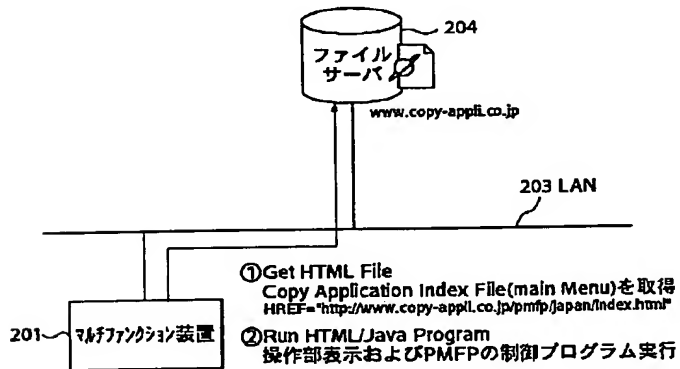 204
ファイル
サーバ
www.copy-appli.co.jp
203 LAN
①Get HTML File
Copy Application Index File(main Menu)を取得
HREF="http://www.copy-appli.co.jp/pmfp/japan/index.html"
201
マルチファンクション装置
②Run HTML/Java Program
操作部表示およびPMFPの制御プログラム実行